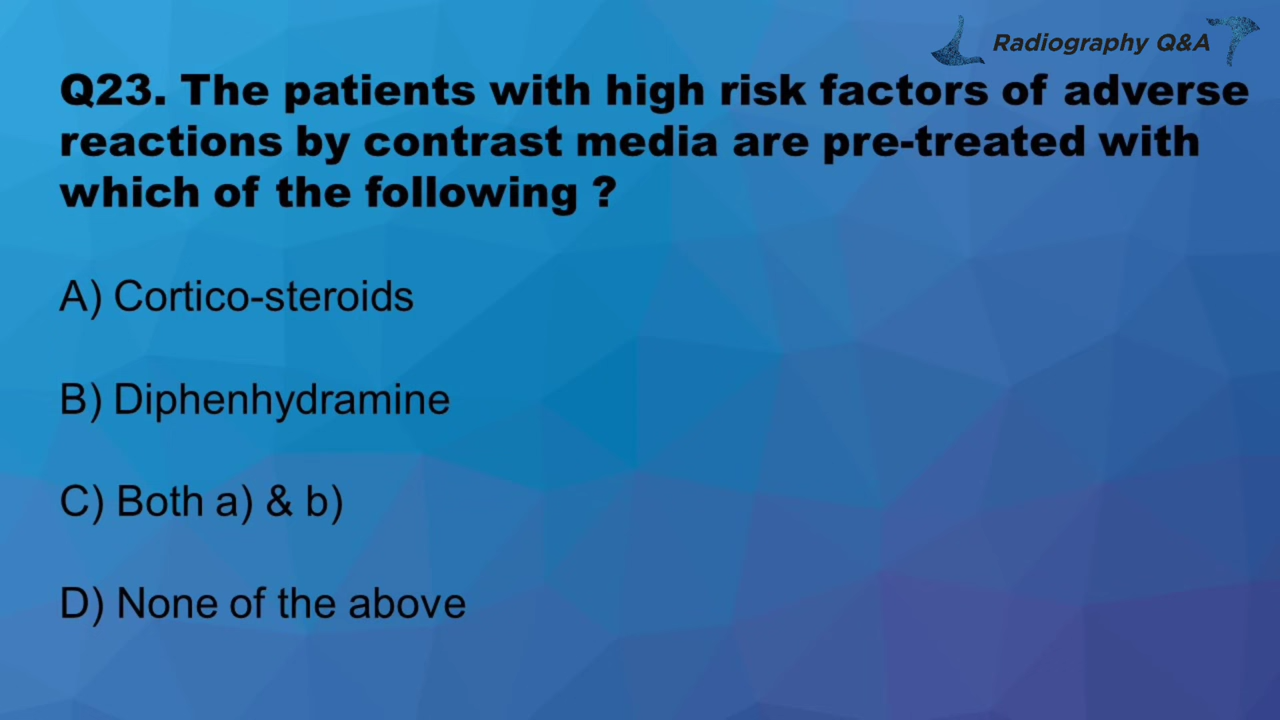 Radiography Q&A
Q23. The patients with high risk factors of adverse
reactions by contrast media are pre-treated with
which of the following ?
A) Cortico-steroids
B) Diphenhydramine
C) Both a) & b)
D) None of the above